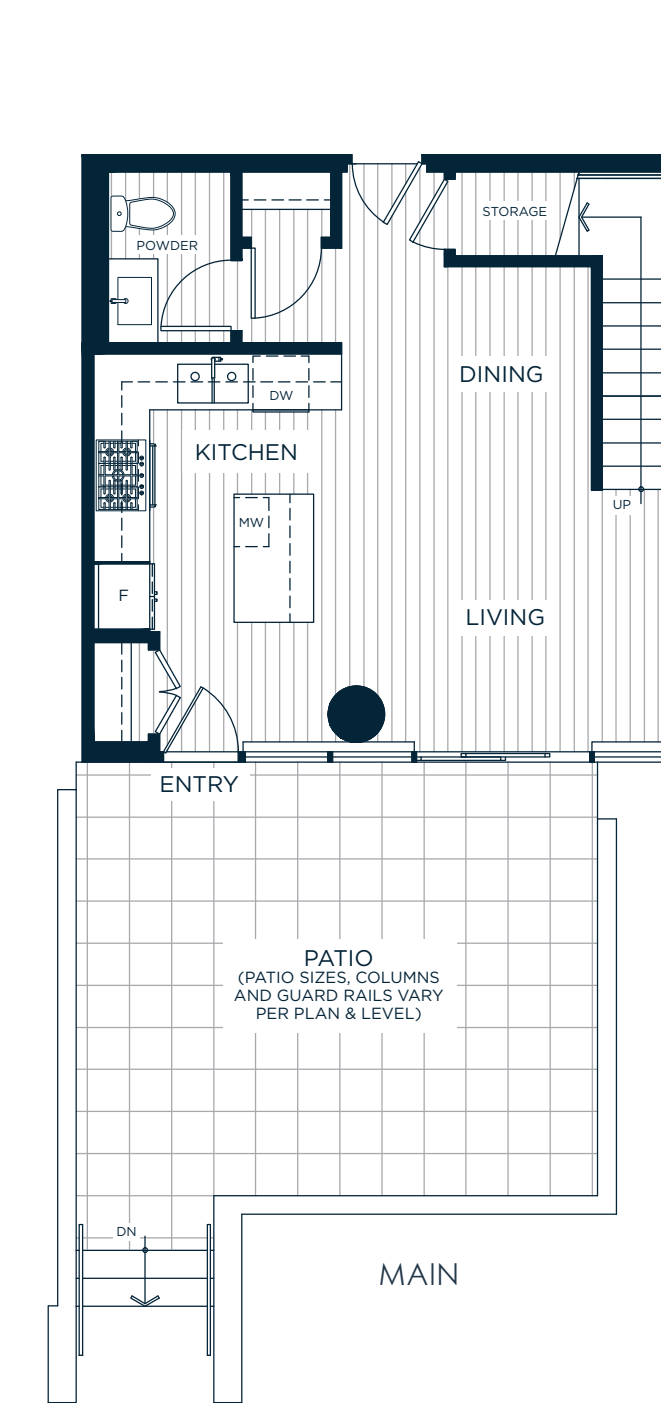 STORAGE
POWDER
DINING
DW
KITCHEN
UP
MW
F
LIVING
ENTRY
PATIO
(PATIO SIZES, COLUMNS
AND GUARD RAILS VARY
PER PLAN & LEVEL)
DN
MAIN